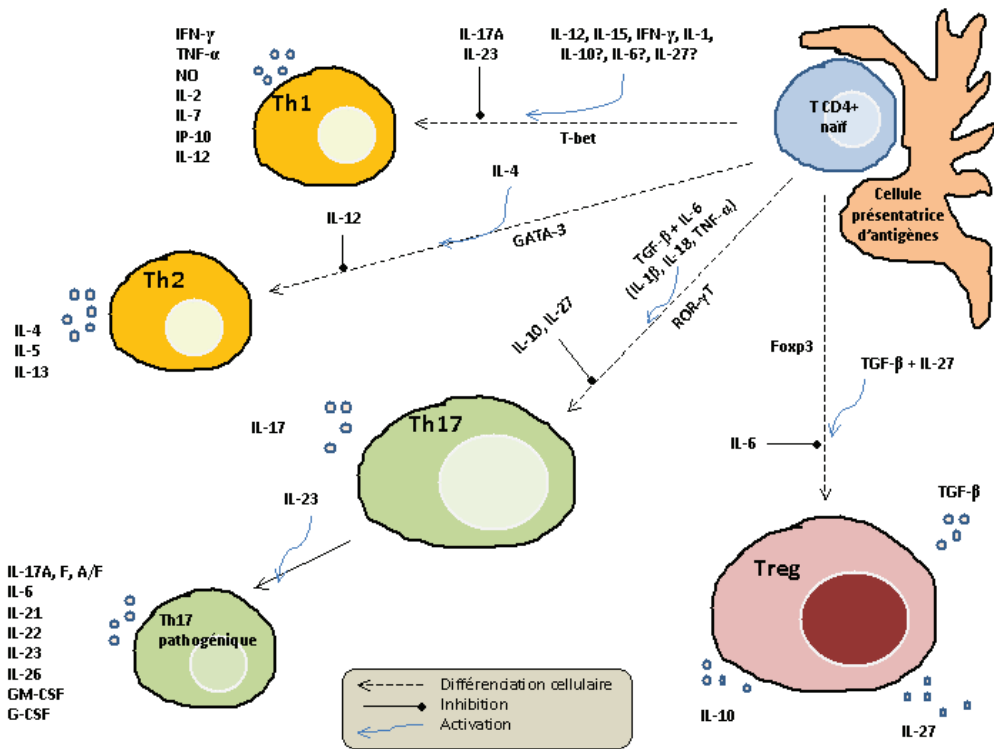 IFN-γ
TNF-α
NO
IL-2
IL-7
IP-10
IL-12
Th1
IL-17A
IL-23
IL-12, IL-15, IFN-γ, IL-1,
IL-10?, IL-6?, IL-27?
T-bet
T CD4+
naïf
Cellule
présentatrice
d'antigènes
IL-4
GATA-3
IL-12
Th2
IL-4
IL-5
IL-13
TGF-β + IL-6
(IL-1β, IL-18, TNF-α)
ROR-γT
IL-10, IL-27
Foxp3
TGF-β + IL-27
IL-6
IL-17
Th17
IL-23
TGF-β
Treg
IL-10
IL-27
IL-17A, F, A/F
IL-6
IL-21
IL-22
IL-23
IL-26
GM-CSF
G-CSF
Th17
pathogénique
Différenciation cellulaire
Inhibition
Activation